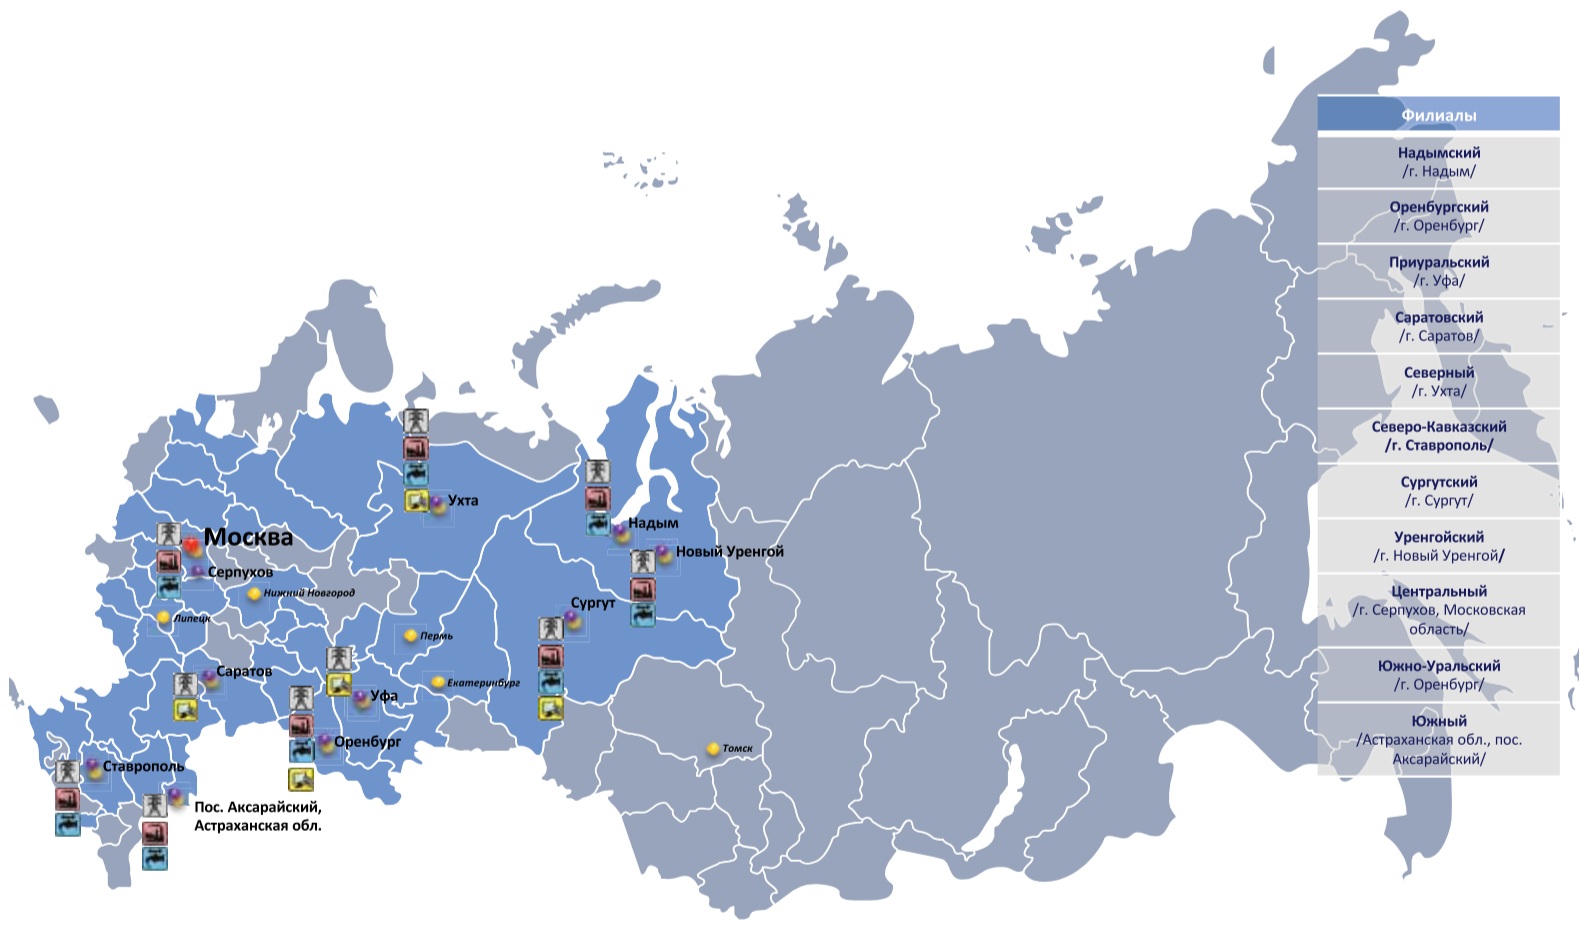 Ухта
Надым
Москва
Новый Уренгой
Серпухов
Нижний Новгород
Сургут
Липецк
Пермь
Саратов
Екатеринбург
Уфа
Оренбург
Томск
Ставрополь
Пос. Аксарайский,
Астраханская обл.
Филиалы
Надымский
/г. Надым/
Оренбургский
/г. Оренбург/
Приуральский
/г. Уфа/
Саратовский
/г. Саратов/
Северный
/г. Ухта/
Северо-Кавказский
/г. Ставрополь/
Сургутский
/г. Сургут/
Уренгойский
/г. Новый Уренгой/
Центральный
/г. Серпухов, Московская
область/
Южно-Уральский
/г. Оренбург/
Южный
/Астраханская обл., пос.
Аксарайский/